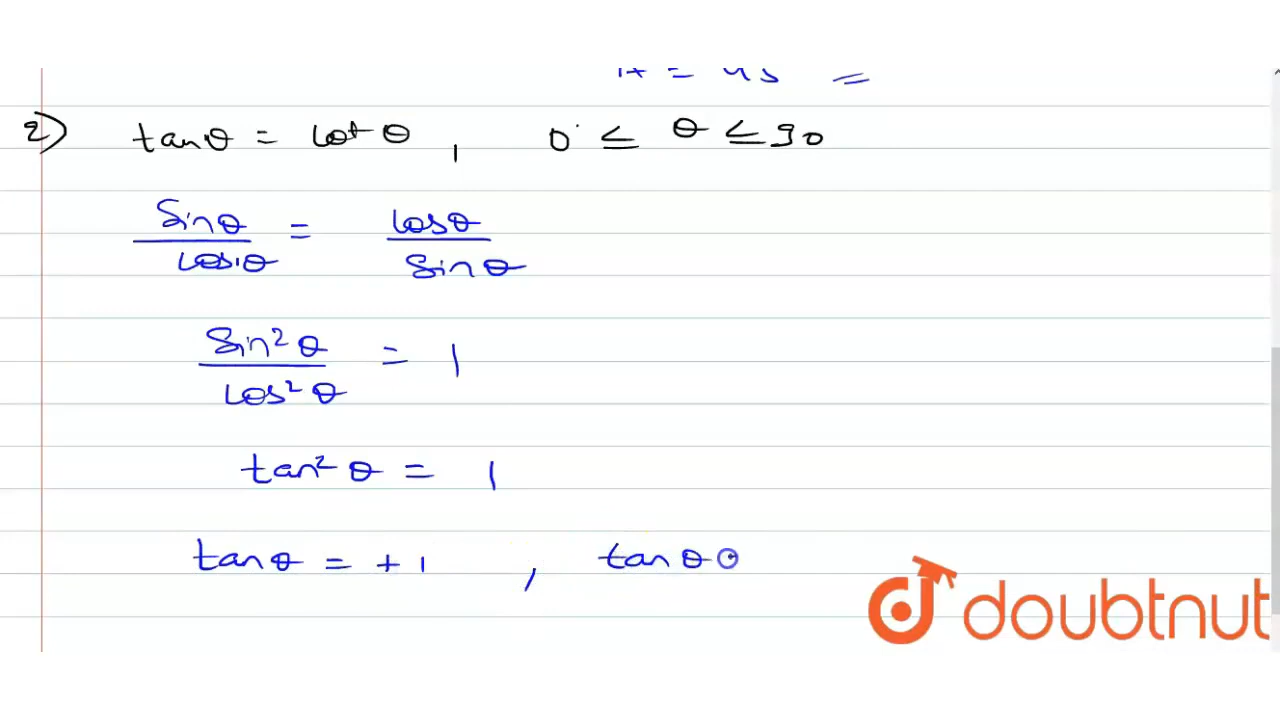 2) tanθ = cotθ, 0 ≤ θ ≤ 90
sinθ/cosθ = cosθ/sinθ
sin²θ/cos²θ = 1
tan²θ = 1
tanθ = +1, tanθ
doubtnut